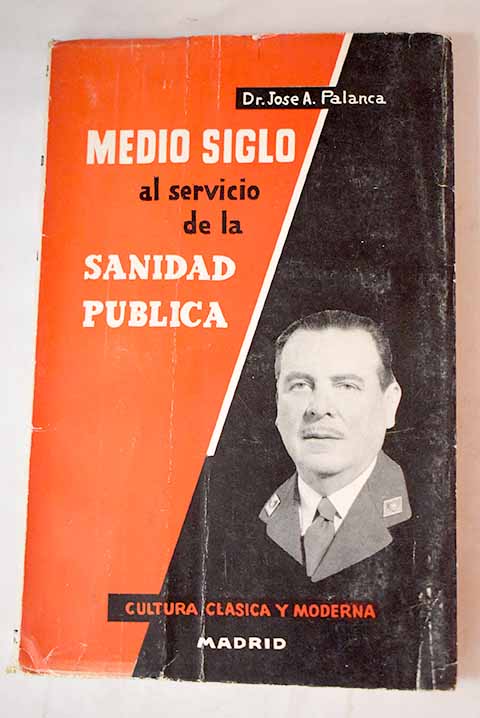 Dr. Jose A. Palanca
MEDIO SIGLO
al servicio
de la
SANIDAD
PUBLICA
CULTURA CLASICA Y MODERNA
MADRID